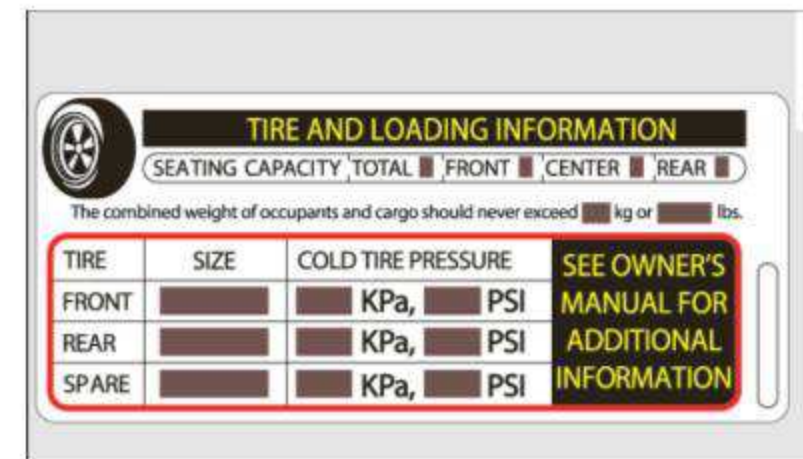 TIRE AND LOADING INFORMATION
SEATING CAPACITY TOTAL FRONT CENTER REAR
The combined weight of occupants and cargo should never exceed kg or lbs.
TIRE SIZE COLD TIRE PRESSURE SEE OWNER'S
FRONT KPa, PSI MANUAL FOR
REAR KPa, PSI ADDITIONAL
SPARE KPa, PSI INFORMATION